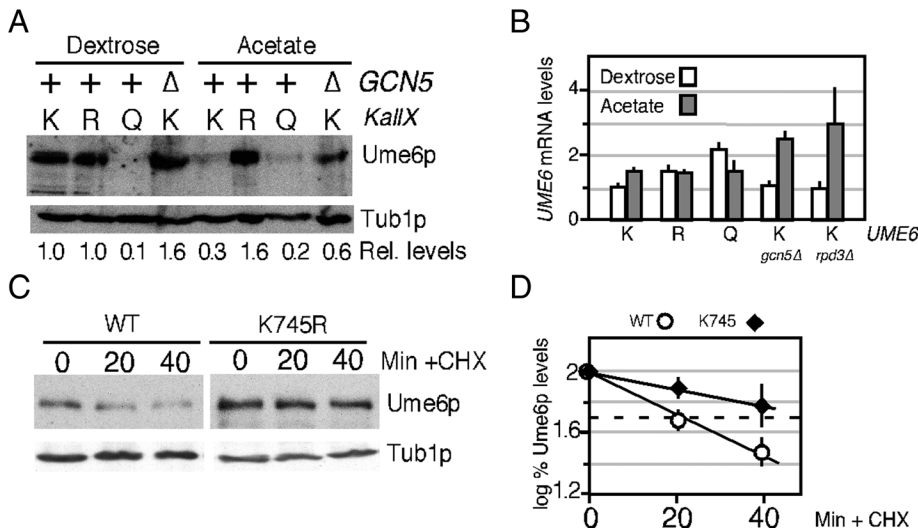 A
Dextrose Acetate
+ + + Δ + + + Δ GCN5
K R Q K K R Q K KallX
Ume6p
Tub1p
1.0 1.0 0.1 1.6 0.3 1.6 0.2 0.6 Rel. levels
B
UME6 mRNA levels
4
2
0
Dextrose
Acetate
K R Q K K UME6
gcn5Δ rpd3Δ
C
WT K745R
0 20 40 0 20 40 Min +CHX
Ume6p
Tub1p
D
WT K745
log % Ume6p levels
2
1.6
1.2
0 20 40 Min + CHX